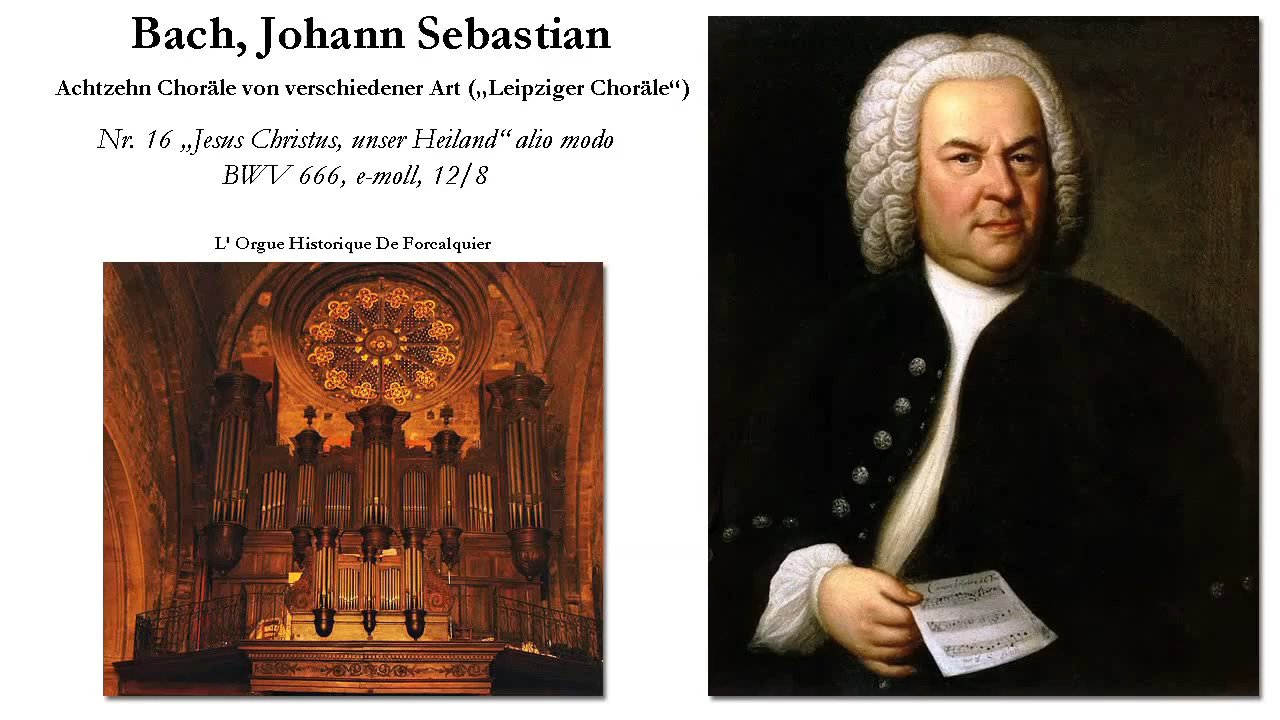 Bach, Johann Sebastian
Achtzehn Choräle von verschiedener Art („Leipziger Choräle“)
Nr. 16 „Jesus Christus, unser Heiland“ alio modo
BWV 666, e-moll, 12/8
L' Orgue Historique De Forcalquier